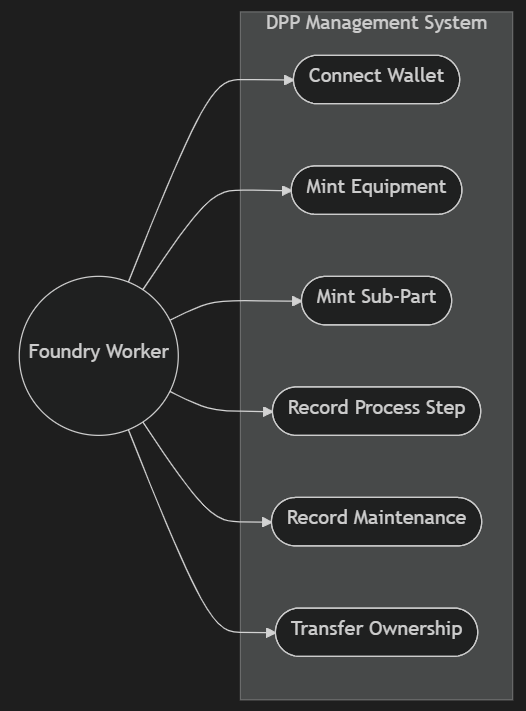 DPP Management System
Connect Wallet
Mint Equipment
Mint Sub-Part
Foundry Worker
Record Process Step
Record Maintenance
Transfer Ownership